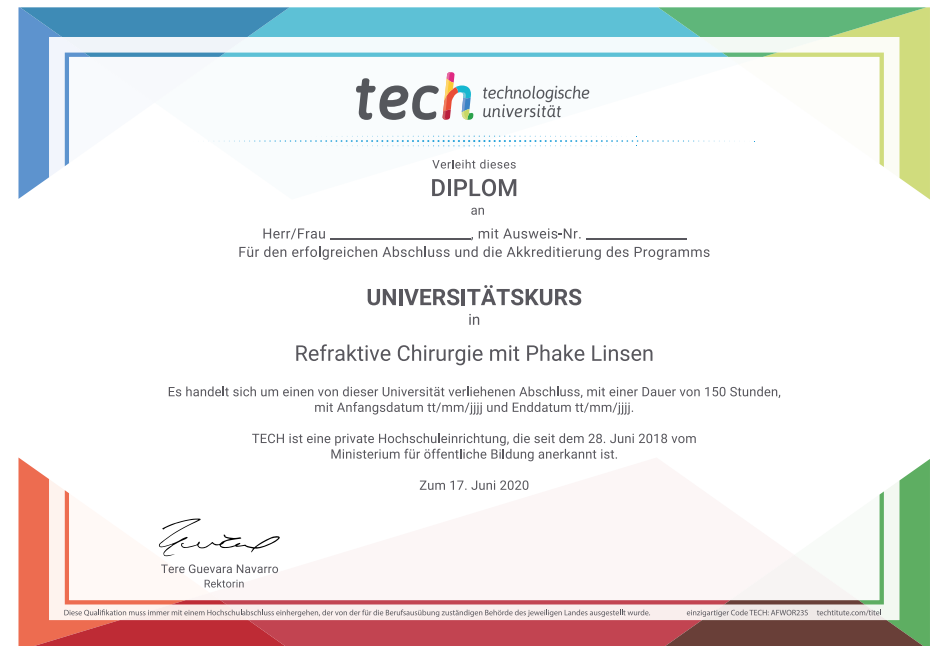 tech technologische
universität
Verleiht dieses
DIPLOM
an
Herr/Frau ____________, mit Ausweis-Nr. ____________
Für den erfolgreichen Abschluss und die Akkreditierung des Programms
UNIVERSITÄTSKURS
in
Refraktive Chirurgie mit Phake Linsen
Es handelt sich um einen von dieser Universität verliehenen Abschluss, mit einer Dauer von 150 Stunden,
mit Anfangsdatum tt/mm/jjjj und Enddatum tt/mm/jjjj.
TECH ist eine private Hochschuleinrichtung, die seit dem 28. Juni 2018 vom
Ministerium für öffentliche Bildung anerkannt ist.
Zum 17. Juni 2020
Tere Guevara Navarro
Rektorin
Diese Qualifikation muss immer mit einem Hochschulabschluss einhergehen, der von der für die Berufsausübung zuständigen Behörde des jeweiligen Landes ausgestellt wurde. einzigartiger Code TECH: AFWOR235 techtitute.com/titel